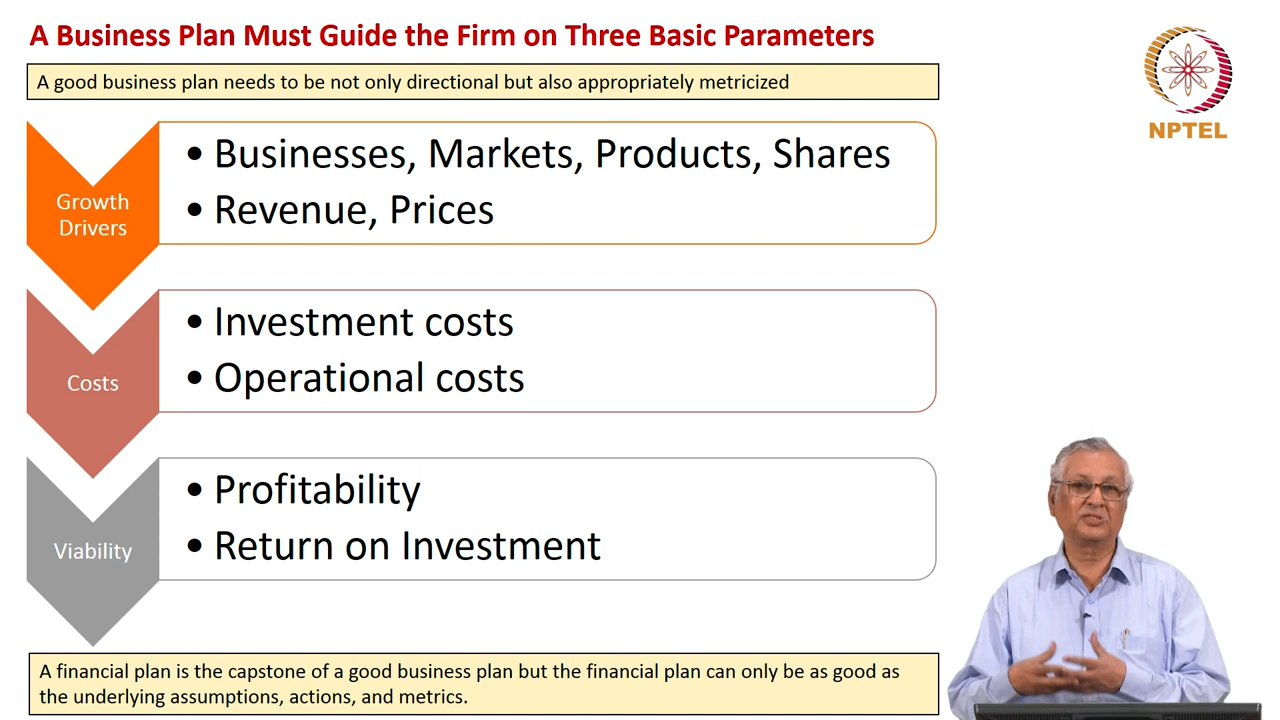 A Business Plan Must Guide the Firm on Three Basic Parameters
A good business plan needs to be not only directional but also appropriately metricized
NPTEL
Growth
Drivers
• Businesses, Markets, Products, Shares
• Revenue, Prices
Costs
• Investment costs
• Operational costs
Viability
• Profitability
• Return on Investment
A financial plan is the capstone of a good business plan but the financial plan can only be as good as
the underlying assumptions, actions, and metrics.